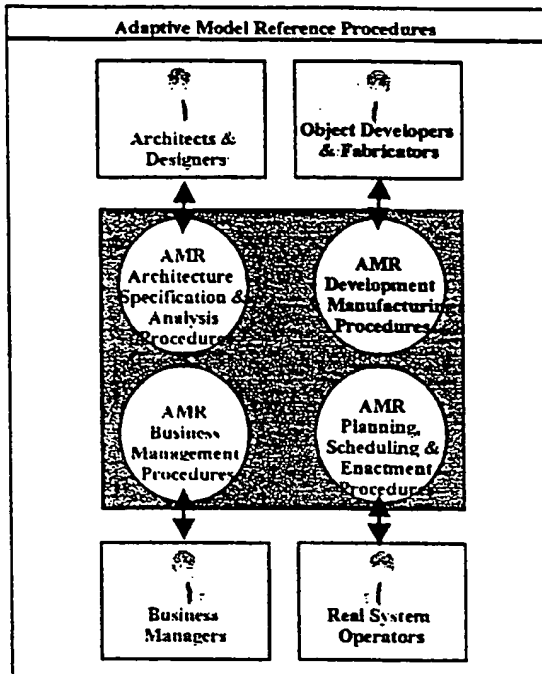 Adaptive Model Reference Procedures
Architects &
Designers
Object Developers
& Fabricators
AMR
Architecture
Specification &
Analysis
Procedures
AMR
Development
Manufacturing
Procedures
AMR
Business
Management
Procedures
AMR
Planning,
Scheduling &
Enactment
Procedures
Business
Managers
Real System
Operators